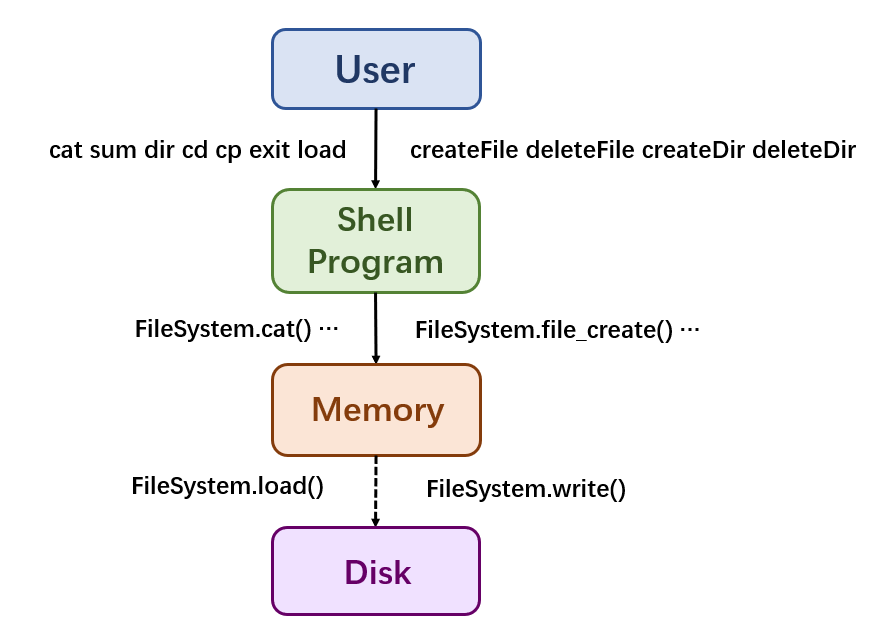 User
cat sum dir cd cp exit load
createFile deleteFile createDir deleteDir
Shell
Program
FileSystem.cat() ···
FileSystem.file_create() ···
Memory
FileSystem.load()
FileSystem.write()
Disk